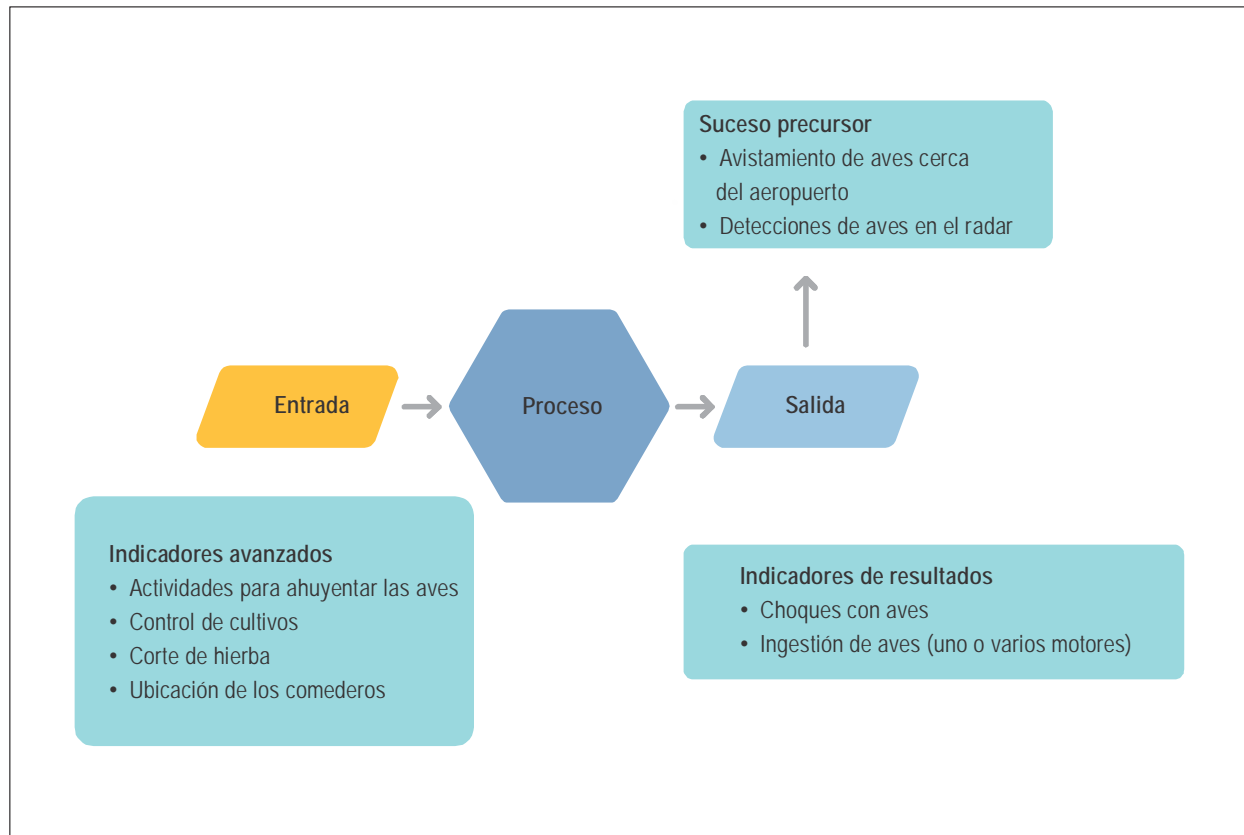 Suceso precursor
• Avistamiento de aves cerca
del aeropuerto
• Detecciones de aves en el radar
Entrada
Proceso
Salida
Indicadores avanzados
• Actividades para ahuyentar las aves
• Control de cultivos
• Corte de hierba
• Ubicación de los comederos
Indicadores de resultados
• Choques con aves
• Ingestión de aves (uno o varios motores)